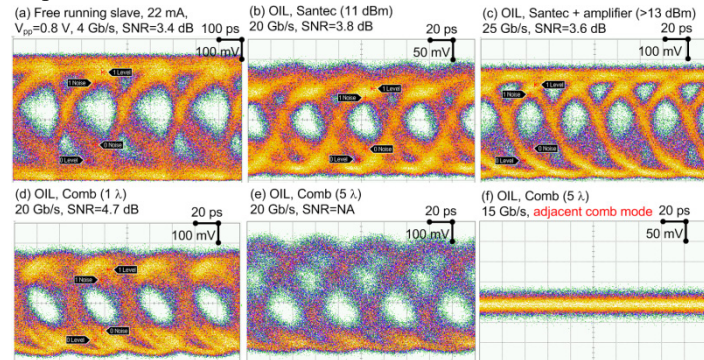 (a) Free running slave, 22 mA,
Vpp=0.8 V, 4 Gb/s, SNR=3.4 dB
100 ps
100 mV
1 Level
1 Noise
0 Noise
0 Level
(b) OIL, Santec (11 dBm)
20 Gb/s, SNR=3.8 dB
20 ps
50 mV
1 Level
1 Noise
0 Noise
0 Level
(c) OIL, Santec + amplifier (>13 dBm)
25 Gb/s, SNR=3.6 dB
20 ps
100 mV
1 Level
1 Noise
0 Noise
0 Level
(d) OIL, Comb (1 λ)
20 Gb/s, SNR=4.7 dB
20 ps
100 mV
1 Level
1 Noise
0 Noise
0 Level
(e) OIL, Comb (5 λ)
20 Gb/s, SNR=NA
20 ps
100 mV
(f) OIL, Comb (5 λ)
15 Gb/s, adjacent comb mode
20 ps
50 mV